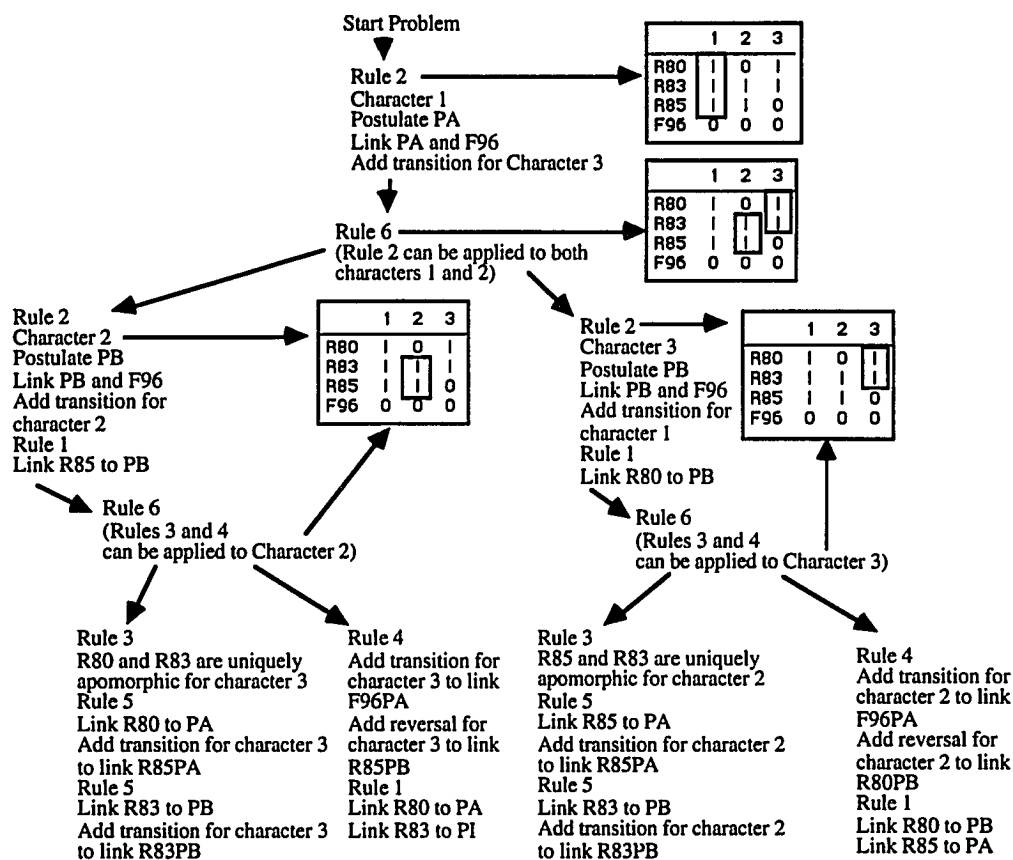 Start Problem
Rule 2
Character 1
Postulate PA
Link PA and F96
Add transition for Character 3
1 2 3
R80 1 0 1
R83 1 1 1
R85 1 1 0
F96 0 0 0
Rule 6
(Rule 2 can be applied to both
characters 1 and 2)
1 2 3
R80 1 0 1
R83 1 1 1
R85 1 1 0
F96 0 0 0
Rule 2
Character 2
Postulate PB
Link PB and F96
Add transition for
character 2
Rule 1
Link R85 to PB
1 2 3
R80 1 0 1
R83 1 1 1
R85 1 1 0
F96 0 0 0
Rule 2
Character 3
Postulate PB
Link PB and F96
Add transition for
character 1
Rule 1
Link R80 to PB
1 2 3
R80 1 0 1
R83 1 1 1
R85 1 1 0
F96 0 0 0
Rule 6
(Rules 3 and 4
can be applied to Character 2)
Rule 6
(Rules 3 and 4
can be applied to Character 3)
Rule 3
R80 and R83 are uniquely
apomorphic for character 3
Rule 5
Link R80 to PA
Add transition for character 3
to link R85PA
Rule 5
Link R83 to PB
Add transition for character 3
to link R83PB
Rule 4
Add transition for
character 3 to link
F96PA
Add reversal for
character 3 to link
R85PB
Rule 1
Link R80 to PA
Link R83 to PI
Rule 3
R85 and R83 are uniquely
apomorphic for character 2
Rule 5
Link R85 to PA
Add transition for character 2
to link R85PA
Rule 5
Link R83 to PB
Add transition for character 2
to link R83PB
Rule 4
Add transition for
character 2 to link
F96PA
Add reversal for
character 2 to link
R80PB
Rule 1
Link R80 to PB
Link R85 to PA